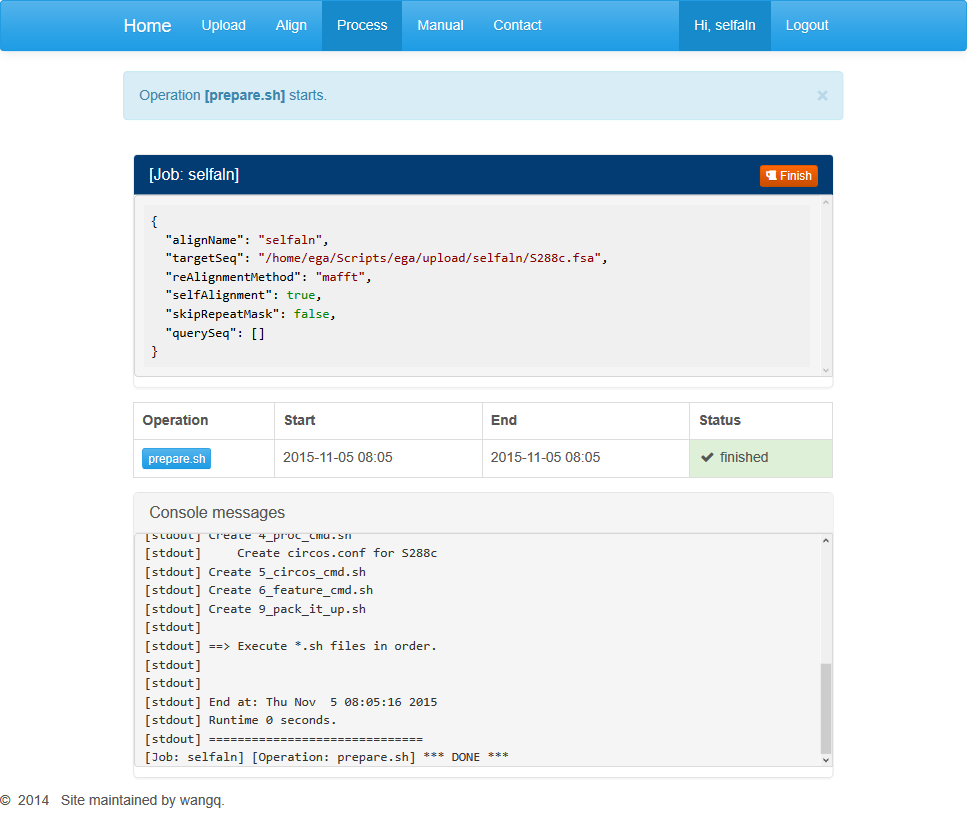 Home Upload Align Process Manual Contact Hi, selfaln Logout
Operation [prepare.sh] starts. ×
[Job: selfaln] Finish
{
"alignName": "selfaln",
"targetSeq": "/home/ega/Scripts/ega/upload/selfaln/S288c.fsa",
"reAlignmentMethod": "mafft",
"selfAlignment": true,
"skipRepeatMask": false,
"querySeq": []
}
Operation Start End Status
prepare.sh 2015-11-05 08:05 2015-11-05 08:05 finished
Console messages
[stdout] Create 4_proc_cmd.sh
[stdout]     Create circos.conf for S288c
[stdout] Create 5_circos_cmd.sh
[stdout] Create 6_feature_cmd.sh
[stdout] Create 9_pack_it_up.sh
[stdout]
[stdout] ==> Execute *.sh files in order.
[stdout]
[stdout]
[stdout] End at: Thu Nov  5 08:05:16 2015
[stdout] Runtime 0 seconds.
[stdout] ==============================
[Job: selfaln] [Operation: prepare.sh] *** DONE ***
© 2014 Site maintained by wangq.